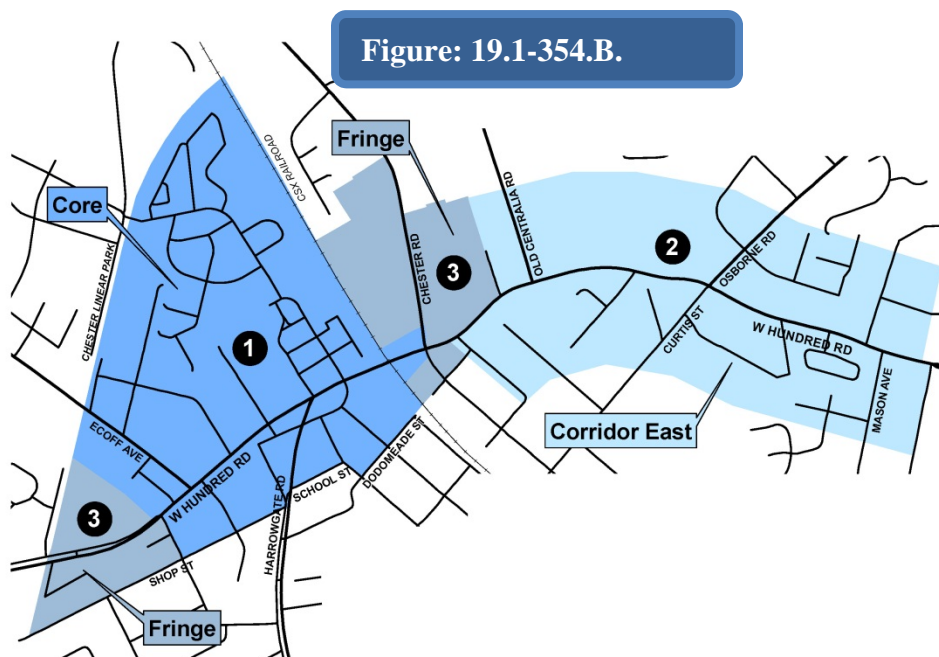 Figure: 19.1-354.B.
Fringe
CSX RAILROAD
Core
CHESTER LINEAR PARK
CHESTER RD
OLD CENTRALIA RD
OSBORNE RD
2
3
1
CURTIS ST
W HUNDRED RD
MASON AVE
Corridor East
ECOFF AVE
W HUNDRED RD
HARROWGATE RD
SCHOOL ST
DODOMEADE ST
3
SHOP ST
Fringe